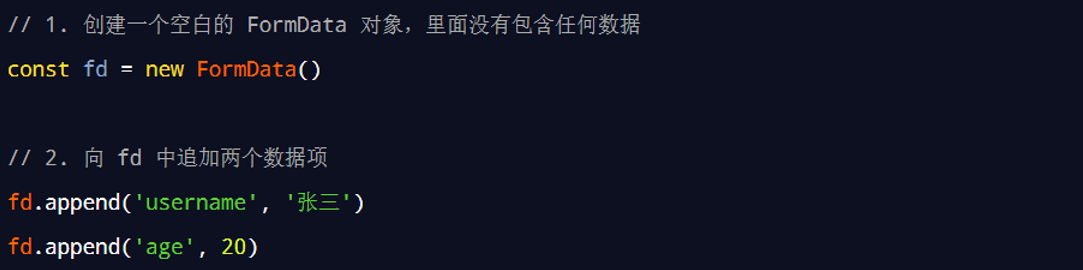 // 1. 创建一个空白的 FormData 对象，里面没有包含任何数据
const fd = new FormData()
// 2. 向 fd 中追加两个数据项
fd.append('username', '张三')
fd.append('age', 20)